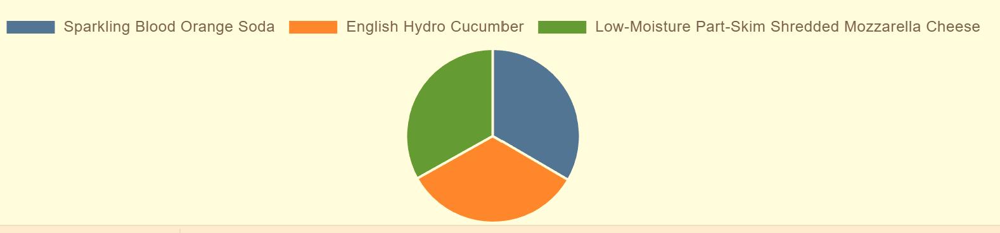 Sparkling Blood Orange Soda English Hydro Cucumber Low-Moisture Part-Skim Shredded Mozzarella Cheese